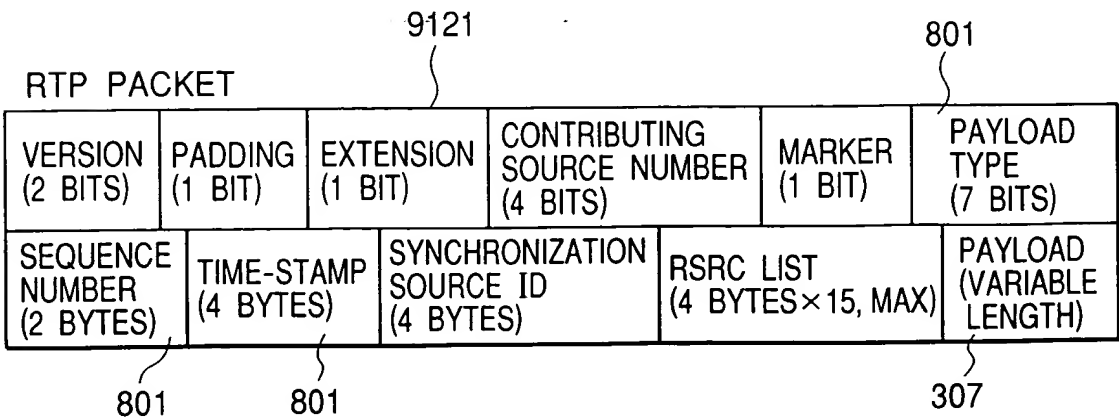 9121
801
RTP PACKET
VERSION
(2 BITS)
PADDING
(1 BIT)
EXTENSION
(1 BIT)
CONTRIBUTING
SOURCE NUMBER
(4 BITS)
MARKER
(1 BIT)
PAYLOAD
TYPE
(7 BITS)
SEQUENCE
NUMBER
(2 BYTES)
TIME-STAMP
(4 BYTES)
SYNCHRONIZATION
SOURCE ID
(4 BYTES)
RSRC LIST
(4 BYTES×15, MAX)
PAYLOAD
(VARIABLE
LENGTH)
801
801
307